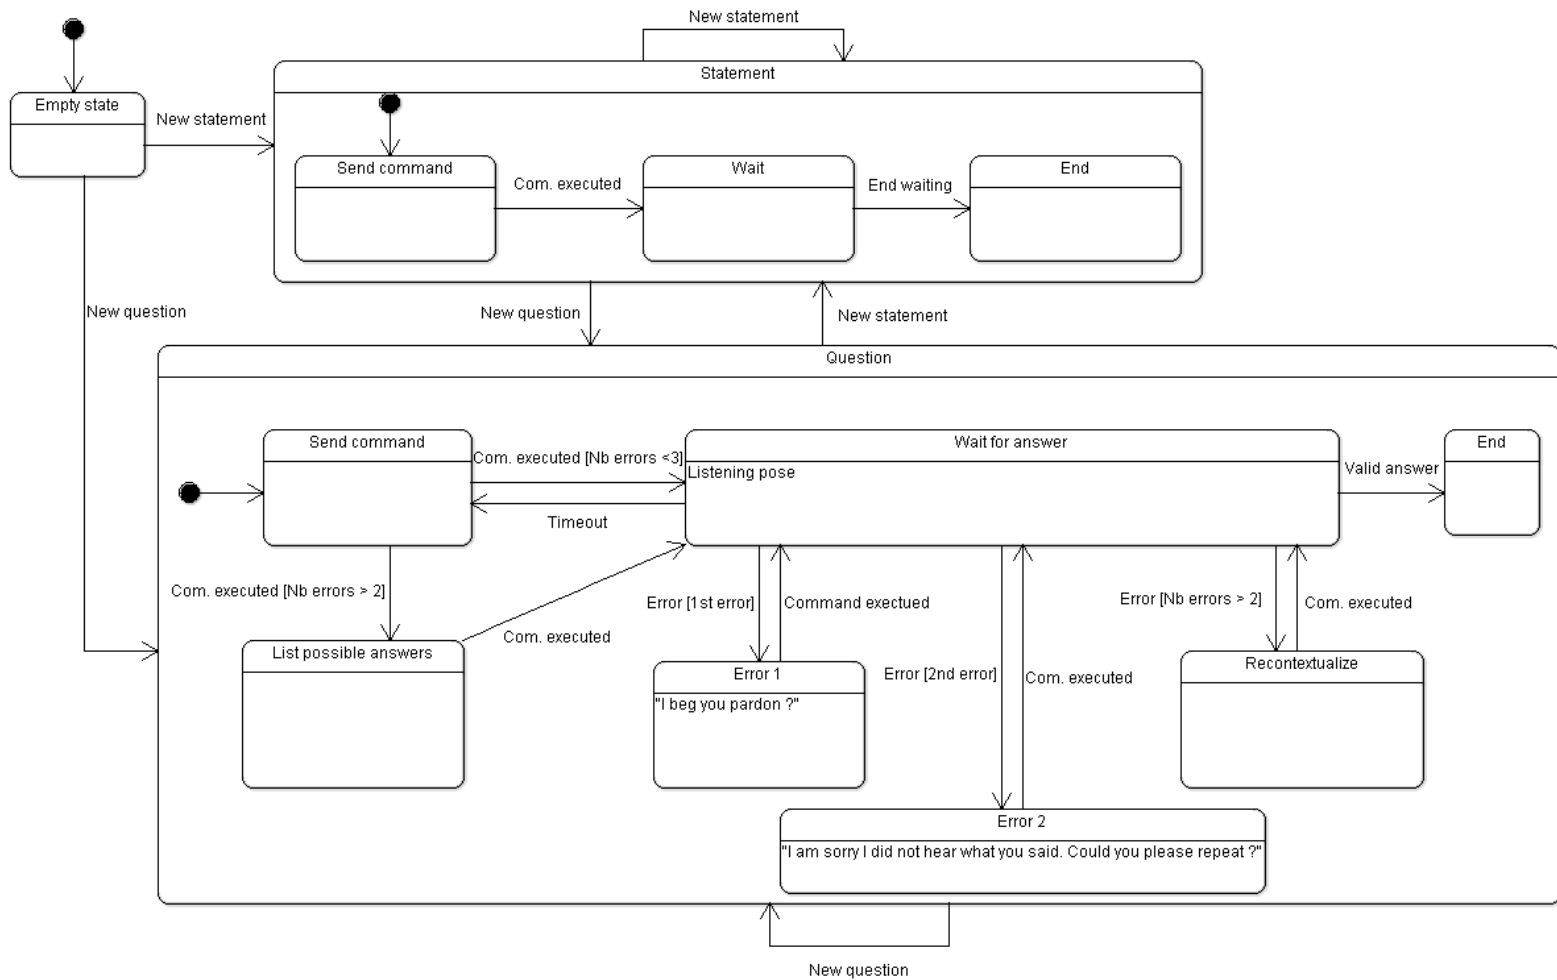 New statement
Statement
Empty state
New statement
Send command
Com. executed
Wait
End waiting
End
New question
New question
New statement
Question
Send command
Com. executed [Nb errors <3]
Timeout
Wait for answer
Listening pose
Valid answer
End
Com. executed [Nb errors > 2]
List possible answers
Com. executed
Error [1st error]
Command exectued
Error 1
"I beg you pardon ?"
Error [2nd error]
Com. executed
Error [Nb errors > 2]
Com. executed
Recontextualize
Error 2
"I am sorry I did not hear what you said. Could you please repeat ?"
New question